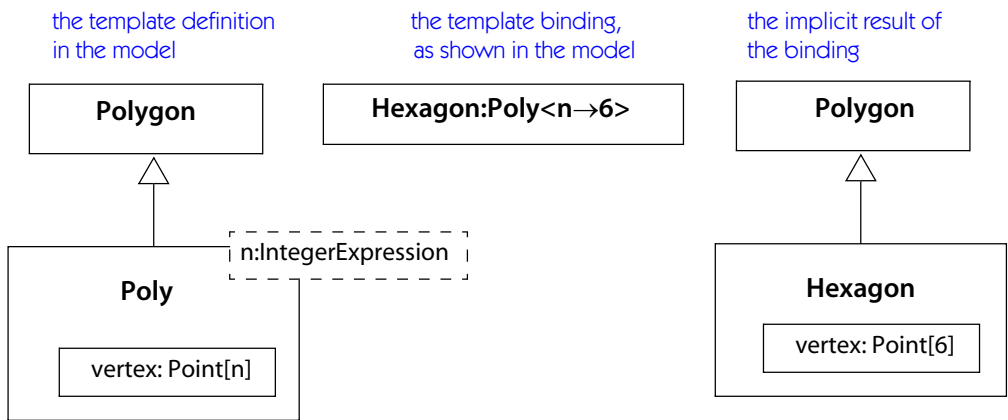 the template definition
in the model
Polygon
n:IntegerExpression
Poly
vertex: Point[n]
the template binding,
as shown in the model
Hexagon:Poly<n→6>
the implicit result of
the binding
Polygon
Hexagon
vertex: Point[6]